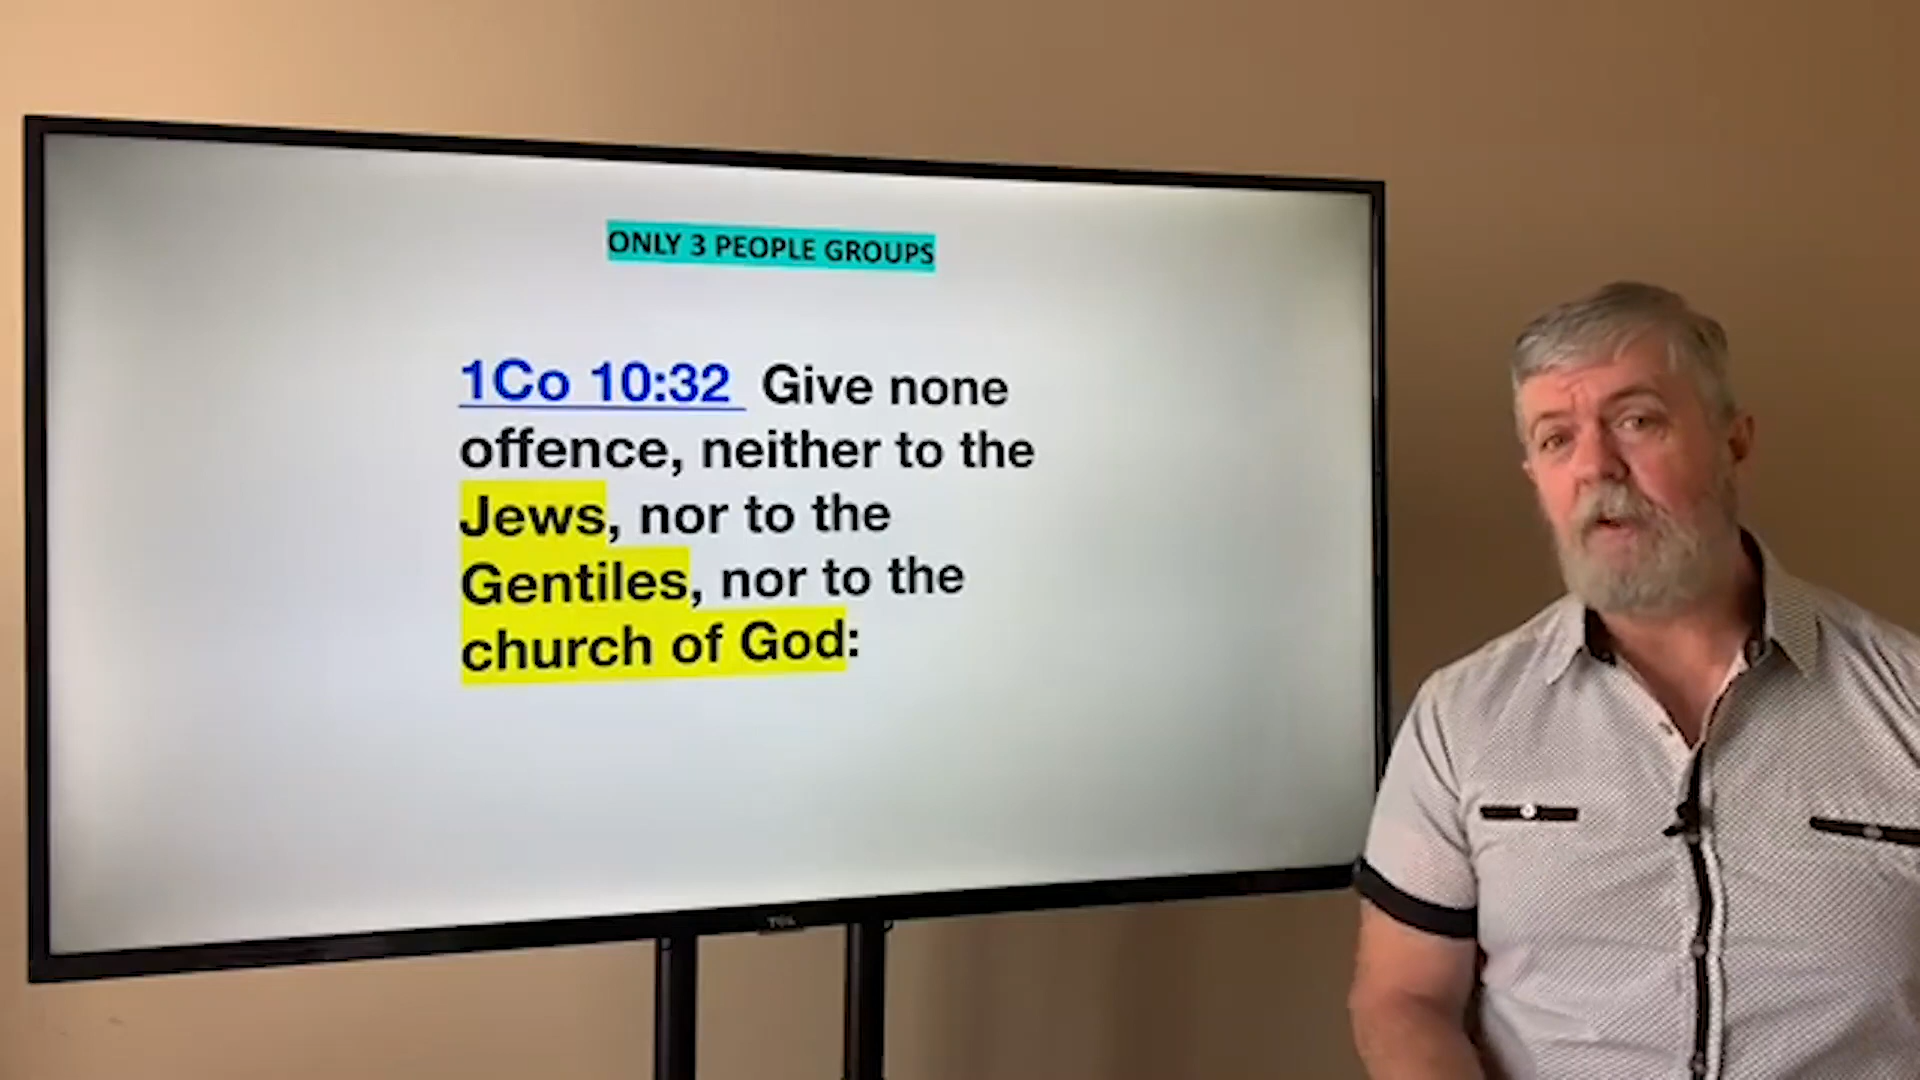 ONLY 3 PEOPLE GROUPS
1Co 10:32 Give none
offence, neither to the
Jews, nor to the
Gentiles, nor to the
church of God:
TCL